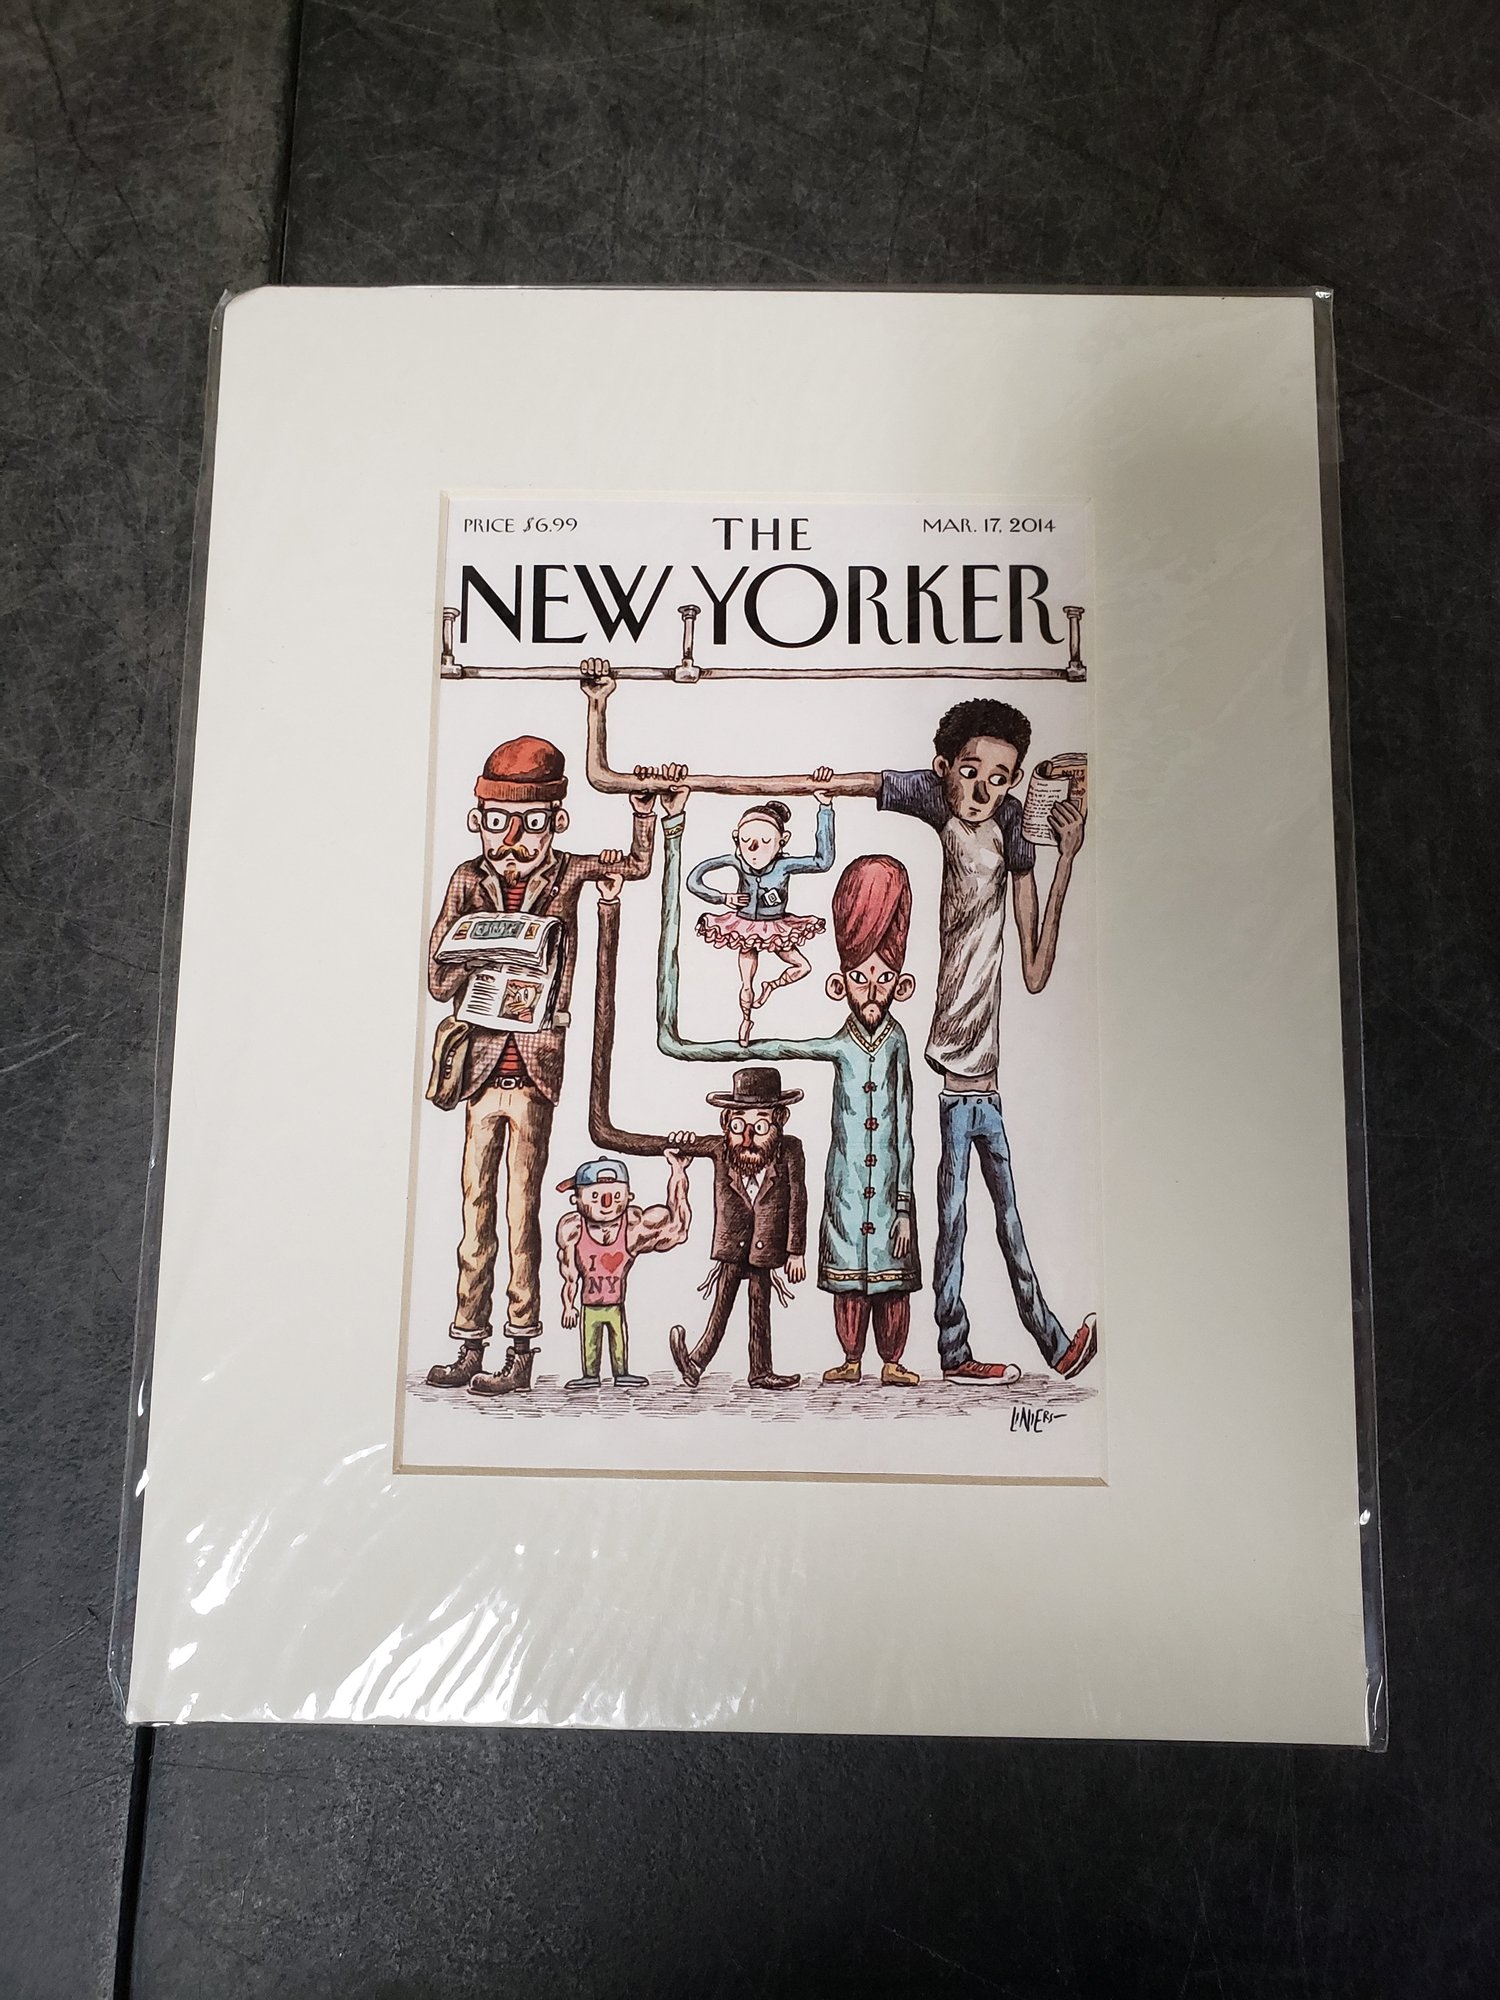 PRICE $6.99
THE
MAR. 17, 2014
NEW YORKER
I ❤
NY
LINIERS